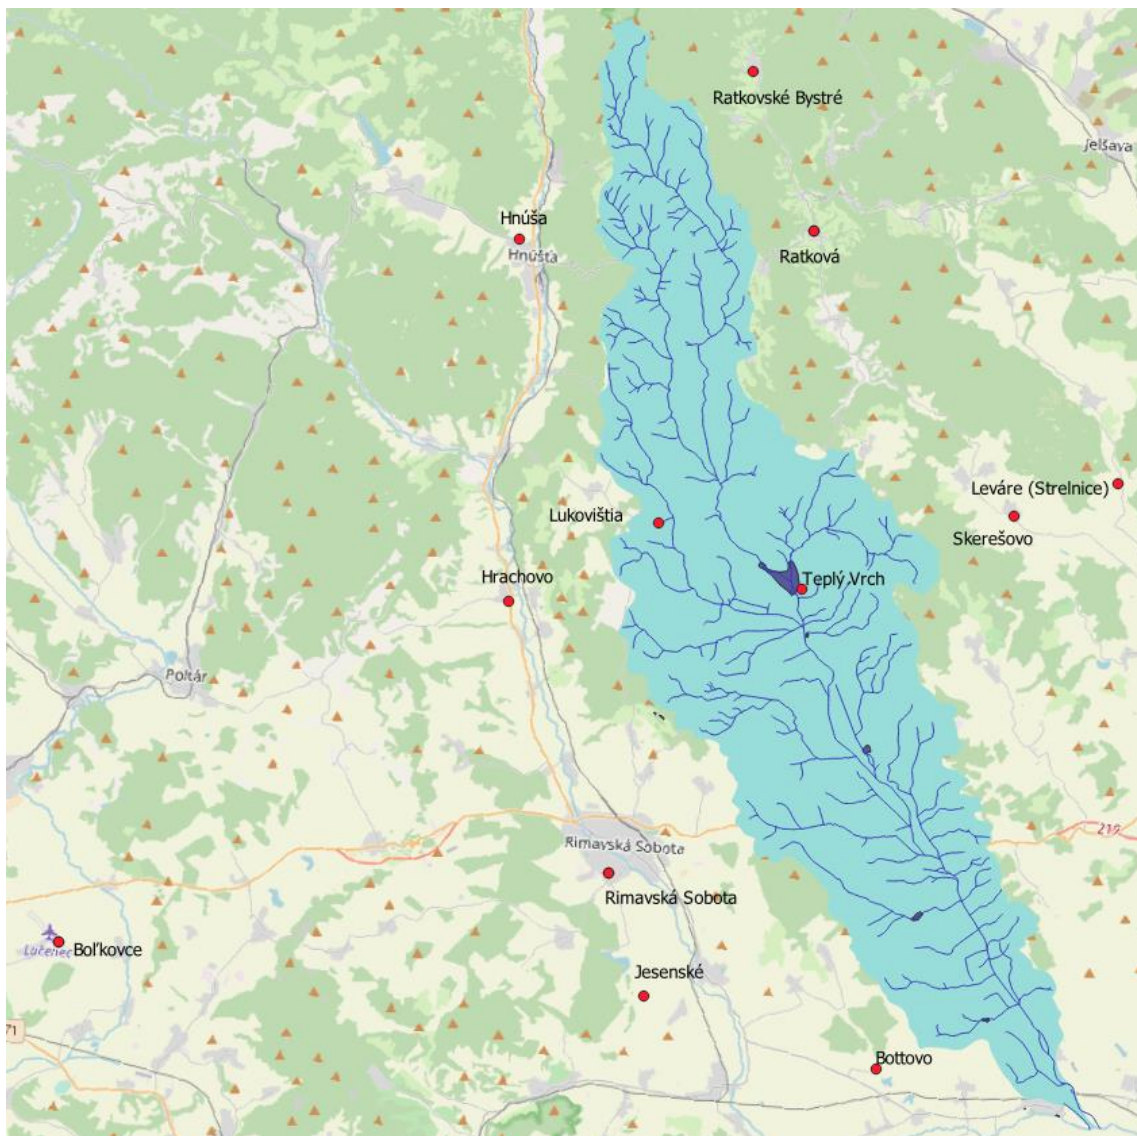 Ratkovské Bystré
Jelšava
Hnúša
Hnúšťa
Ratková
Leváre (Strelnice)
Lukovištia
Skerešovo
Hrachovo
Teplý Vrch
Poltár
219
Rimavská Sobota
Rimavská Sobota
Boľkovce
Lučenec
Jesenské
71
Bottovo